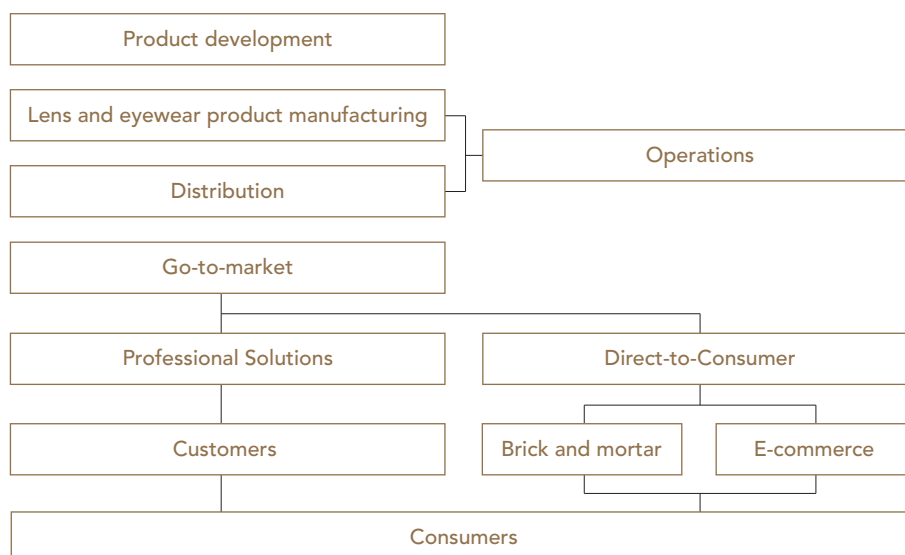 Product development
Lens and eyewear product manufacturing
Operations
Distribution
Go-to-market
Professional Solutions
Direct-to-Consumer
Customers
Brick and mortar
E-commerce
Consumers